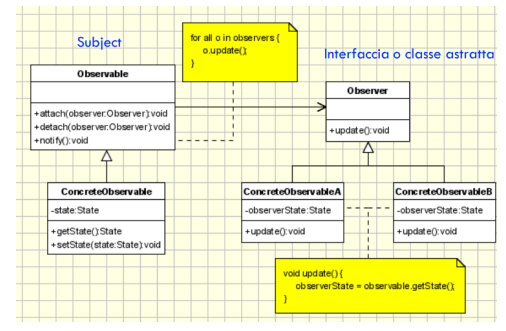 Subject
for all o in observers {
o.update();
}
Interfaccia o classe astratta
Observable
+attach(observer:Observer):void
+detach(observer:Observer):void
+notify():void
Observer
+update():void
ConcreteObservable
-state:State
+getState():State
+setState(state:State):void
ConcreteObservableA
-observerState:State
+update():void
ConcreteObservableB
-observerState:State
+update():void
void update() {
observerState = observable.getState();
}